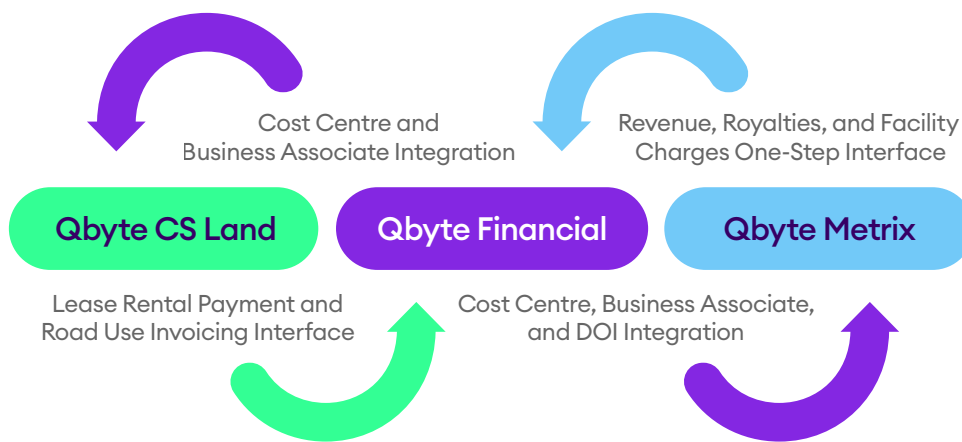 Cost Centre and
Business Associate Integration
Revenue, Royalties, and Facility
Charges One-Step Interface
Qbyte CS Land
Qbyte Financial
Qbyte Metrix
Lease Rental Payment and
Road Use Invoicing Interface
Cost Centre, Business Associate,
and DOI Integration